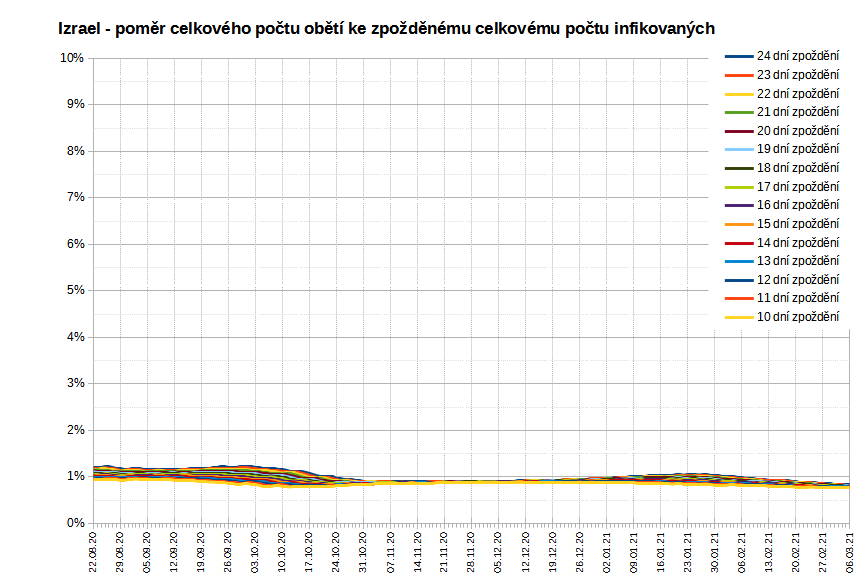 Izrael - poměr celkového počtu obětí ke zpožděnému celkovému počtu infikovaných
10%
9%
8%
7%
6%
5%
4%
3%
2%
1%
0%
24 dní zpoždění
23 dní zpoždění
22 dní zpoždění
21 dní zpoždění
20 dní zpoždění
19 dní zpoždění
18 dní zpoždění
17 dní zpoždění
16 dní zpoždění
15 dní zpoždění
14 dní zpoždění
13 dní zpoždění
12 dní zpoždění
11 dní zpoždění
10 dní zpoždění
22.08.20
29.08.20
05.09.20
12.09.20
19.09.20
26.09.20
03.10.20
10.10.20
17.10.20
24.10.20
31.10.20
07.11.20
14.11.20
21.11.20
28.11.20
05.12.20
12.12.20
19.12.20
26.12.20
02.01.21
09.01.21
16.01.21
23.01.21
30.01.21
06.02.21
13.02.21
20.02.21
27.02.21
06.03.21